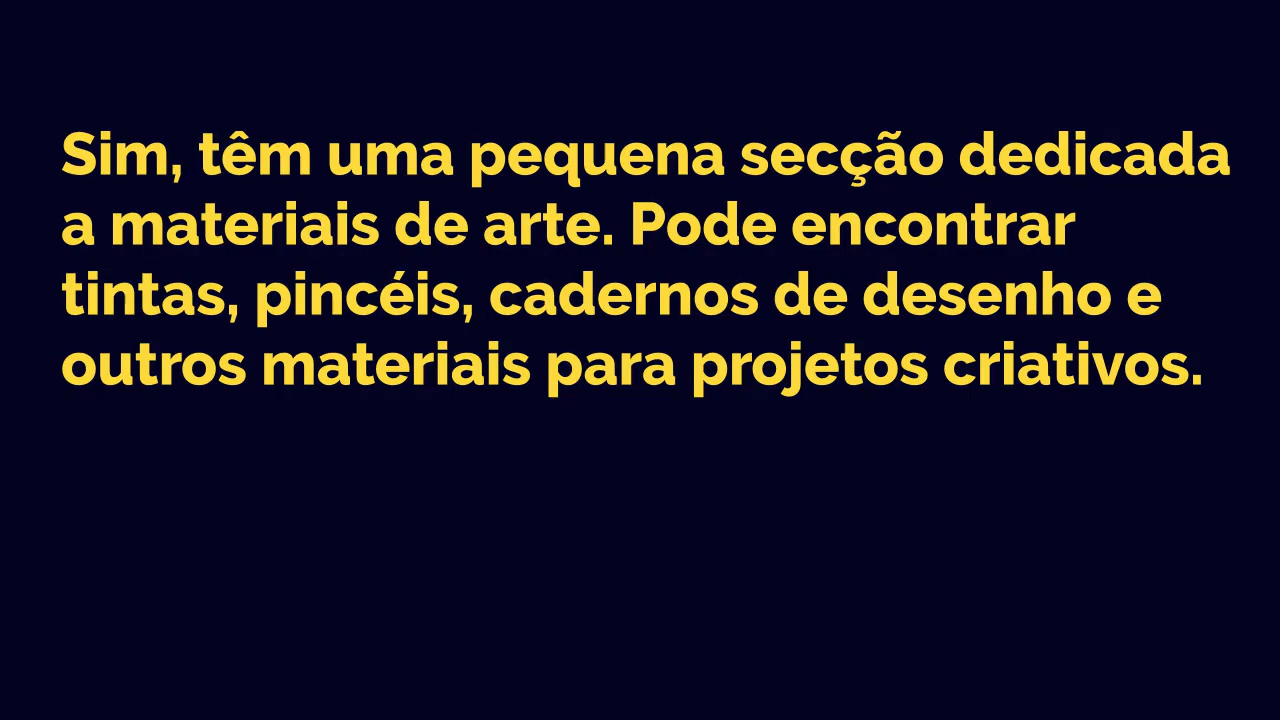 Sim, têm uma pequena secção dedicada
a materiais de arte. Pode encontrar
tintas, pincéis, cadernos de desenho e
outros materiais para projetos criativos.